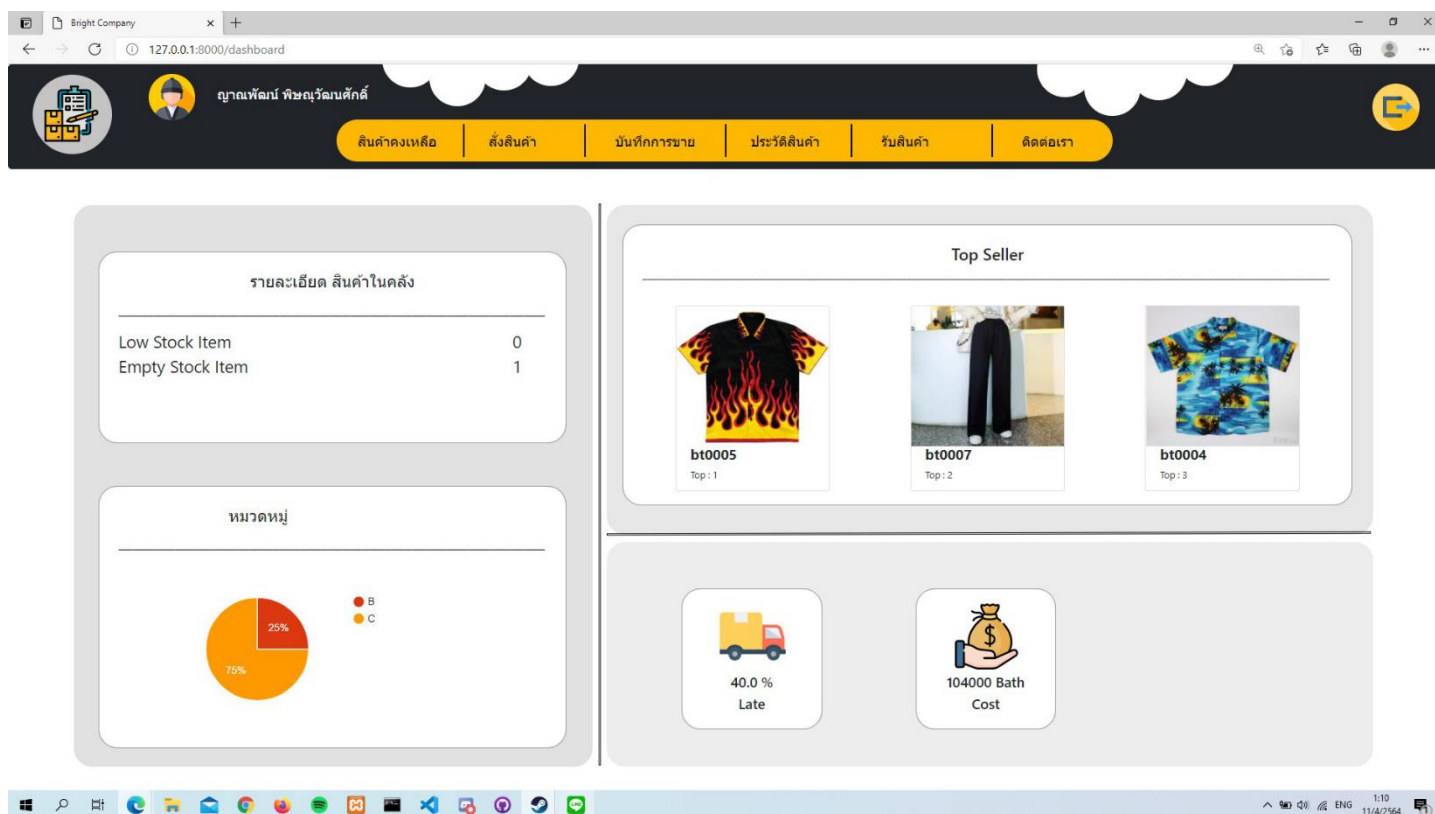 Bright Company
127.0.0.1:8000/dashboard
ญาณพัฒน์ พิษณุวัฒนศักดิ์
สินค้าคงเหลือ สั่งสินค้า บันทึกการขาย ประวัติสินค้า รับสินค้า ติดต่อเรา
รายละเอียด สินค้าในคลัง
Low Stock Item 0
Empty Stock Item 1
หมวดหมู่
25%
75%
B
C
Top Seller
bt0005
Top : 1
bt0007
Top : 2
bt0004
Top : 3
40.0 %
Late
104000 Bath
Cost
ENG
1:10
11/4/2564